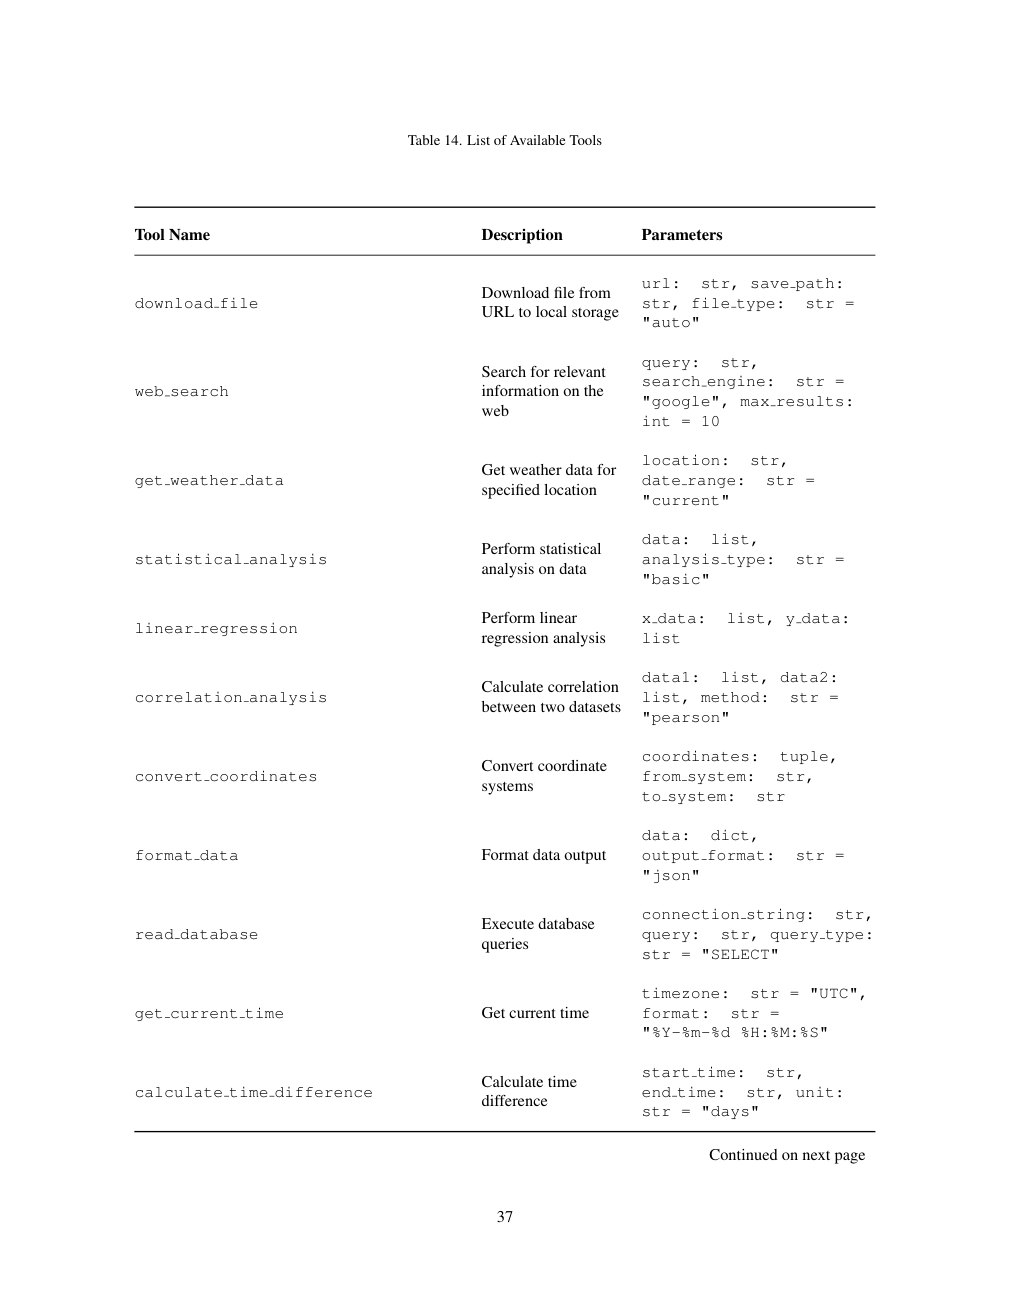 Table 14. List of Available Tools
Tool Name Description Parameters
download_file
Download file from
URL to local storage
url: str, save_path:
str, file_type: str =
"auto"
web_search
Search for relevant
information on the
web
query: str,
search_engine: str =
"google", max_results:
int = 10
get_weather_data
Get weather data for
specified location
location: str,
date_range: str =
"current"
statistical_analysis
Perform statistical
analysis on data
data: list,
analysis_type: str =
"basic"
linear_regression
Perform linear
regression analysis
x_data: list, y_data:
list
correlation_analysis
Calculate correlation
between two datasets
data1: list, data2:
list, method: str =
"pearson"
convert_coordinates
Convert coordinate
systems
coordinates: tuple,
from_system: str,
to_system: str
format_data
Format data output
data: dict,
output_format: str =
"json"
read_database
Execute database
queries
connection_string: str,
query: str, query_type:
str = "SELECT"
get_current_time
Get current time
timezone: str = "UTC",
format: str =
"%Y-%m-%d %H:%M:%S"
calculate_time_difference
Calculate time
difference
start_time: str,
end_time: str, unit:
str = "days"
Continued on next page
37